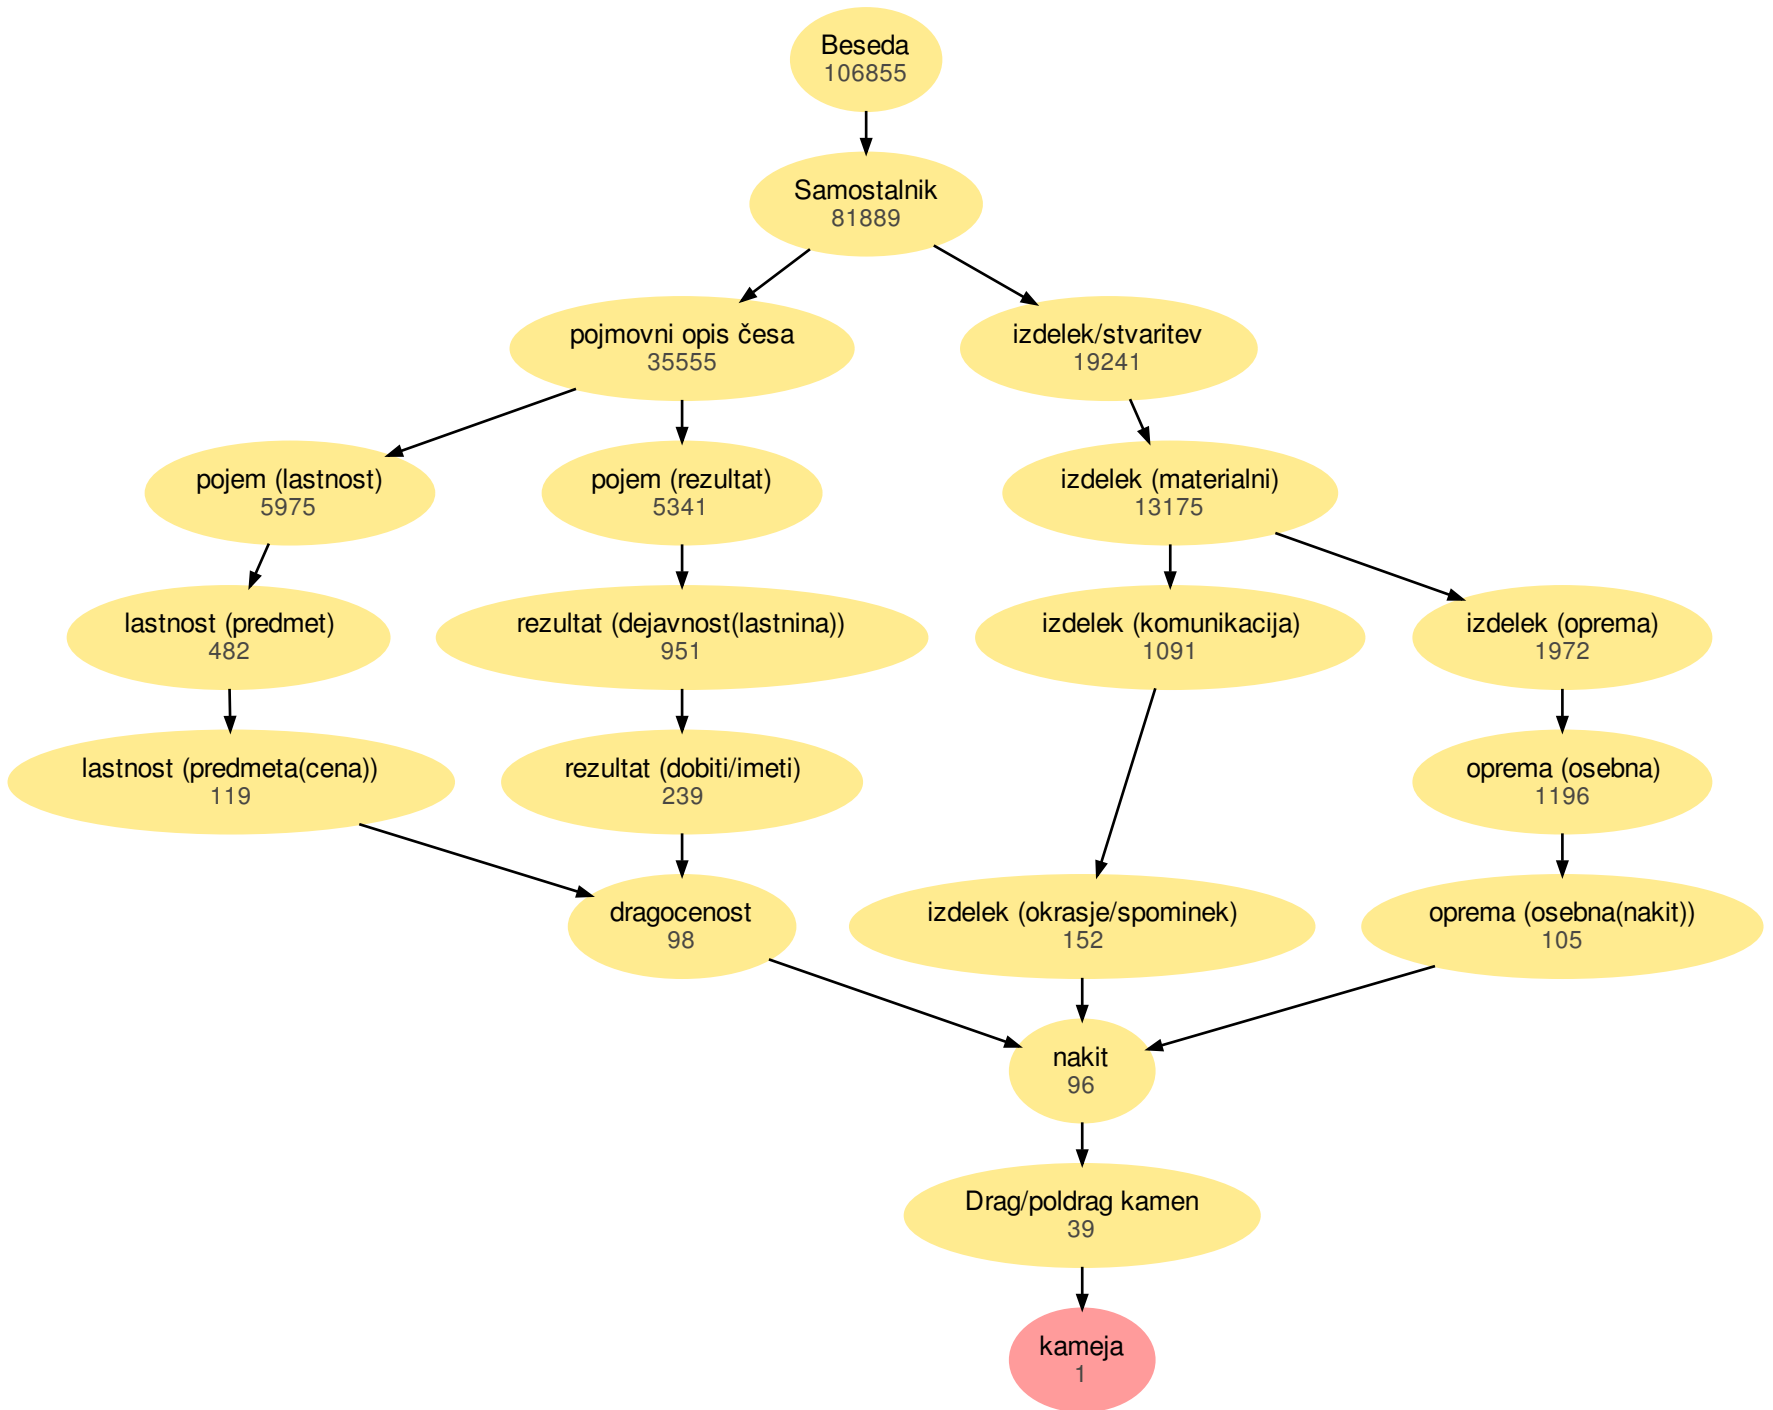 Beseda
106855
Samostalnik
81889
pojmovni opis česa
35555
izdelek/stvaritev
19241
pojem (lastnost)
5975
pojem (rezultat)
5341
izdelek (materialni)
13175
lastnost (predmet)
482
rezultat (dejavnost(lastnina))
951
izdelek (komunikacija)
1091
izdelek (oprema)
1972
lastnost (predmeta(cena))
119
rezultat (dobiti/imeti)
239
oprema (osebna)
1196
dragocenost
98
izdelek (okrasje/spominek)
152
oprema (osebna(nakit))
105
nakit
96
Drag/poldrag kamen
39
kameja
1